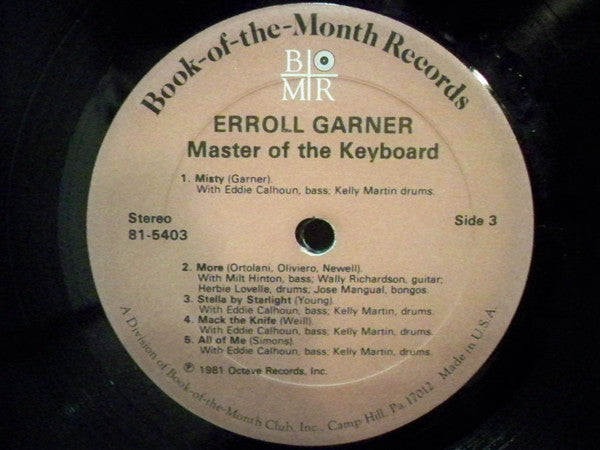 Book-of-the-Month Records
B O
M R
ERROLL GARNER
Master of the Keyboard
1. Misty (Garner).
With Eddie Calhoun, bass; Kelly Martin drums.
Stereo
81-5403
Side 3
2. More (Ortolani, Oliviero, Newell).
With Milt Hinton, bass; Wally Richardson, guitar;
Herbie Lovelle, drums; Jose Mangual, bongos.
3. Stella by Starlight (Young).
With Eddie Calhoun, bass; Kelly Martin, drums.
4. Mack the Knife (Weill).
With Eddie Calhoun, bass; Kelly Martin, drums.
5. All of Me (Simons).
With Eddie Calhoun, bass; Kelly Martin, drums.
℗ 1981 Octave Records, Inc.
A Division of Book-of-the-Month Club, Inc., Camp Hill, Pa 17012 Made in U.S.A.